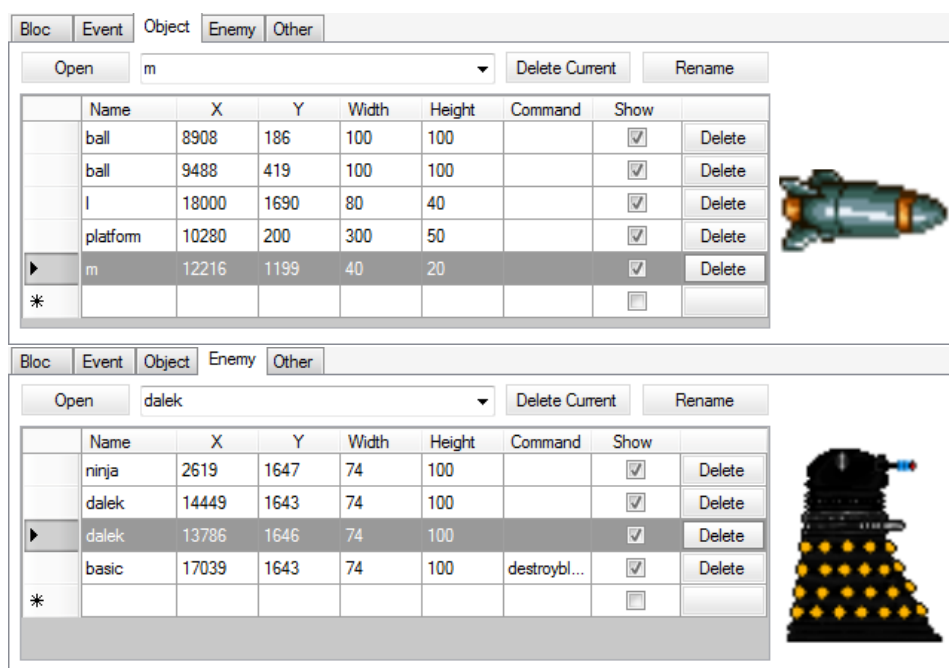 Bloc Event Object Enemy Other
Open m Delete Current Rename
Name X Y Width Height Command Show
ball 8908 186 100 100 Delete
ball 9488 419 100 100 Delete
l 18000 1690 80 40 Delete
platform 10280 200 300 50 Delete
m 12216 1199 40 20 Delete
Bloc Event Object Enemy Other
Open dalek Delete Current Rename
Name X Y Width Height Command Show
ninja 2619 1647 74 100 Delete
dalek 14449 1643 74 100 Delete
dalek 13786 1646 74 100 Delete
basic 17039 1643 74 100 destroybl... Delete